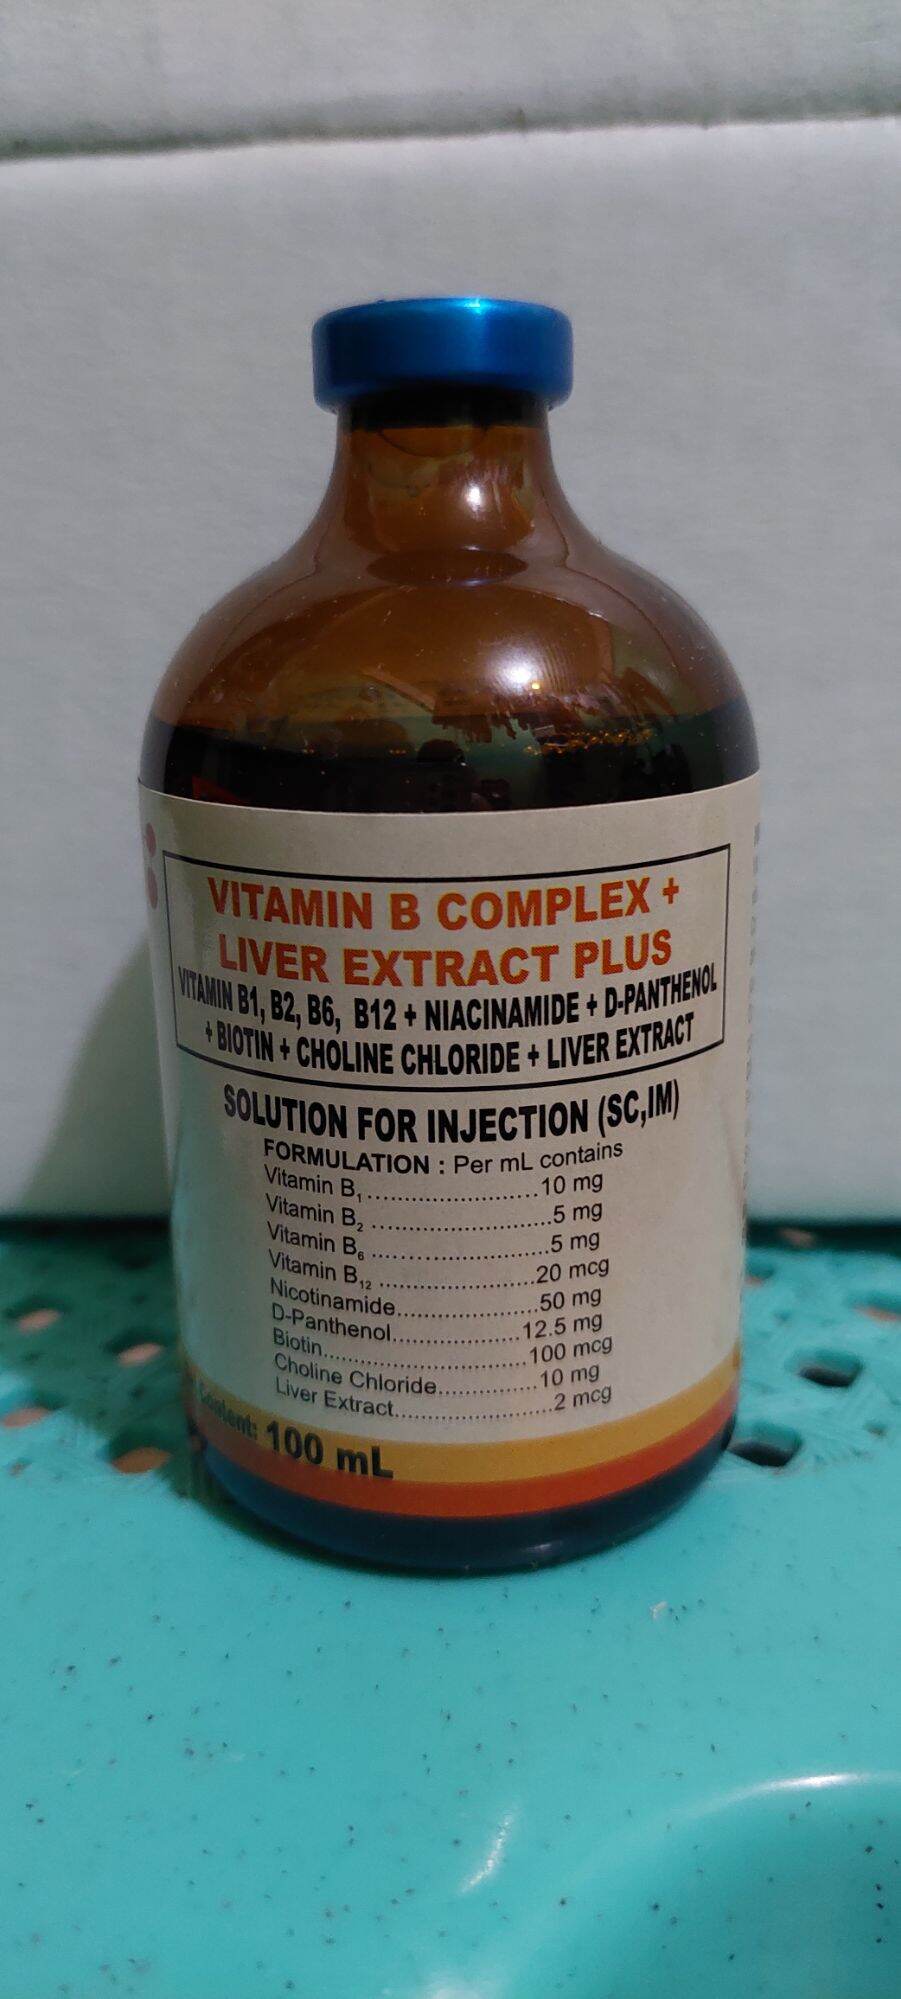 VITAMIN B COMPLEX +
LIVER EXTRACT PLUS
VITAMIN B1, B2, B6, B12 + NIACINAMIDE + D-PANTHENOL
+ BIOTIN + CHOLINE CHLORIDE + LIVER EXTRACT
SOLUTION FOR INJECTION (SC,IM)
FORMULATION : Per mL contains
Vitamin B₁ ........................10 mg
Vitamin B₂ .........................5 mg
Vitamin B₆ .........................5 mg
Vitamin B₁₂ ......................20 mcg
Nicotinamide....................50 mg
D-Panthenol..................12.5 mg
Biotin.............................100 mcg
Choline Chloride..............10 mg
Liver Extract......................2 mcg
Content: 100 mL